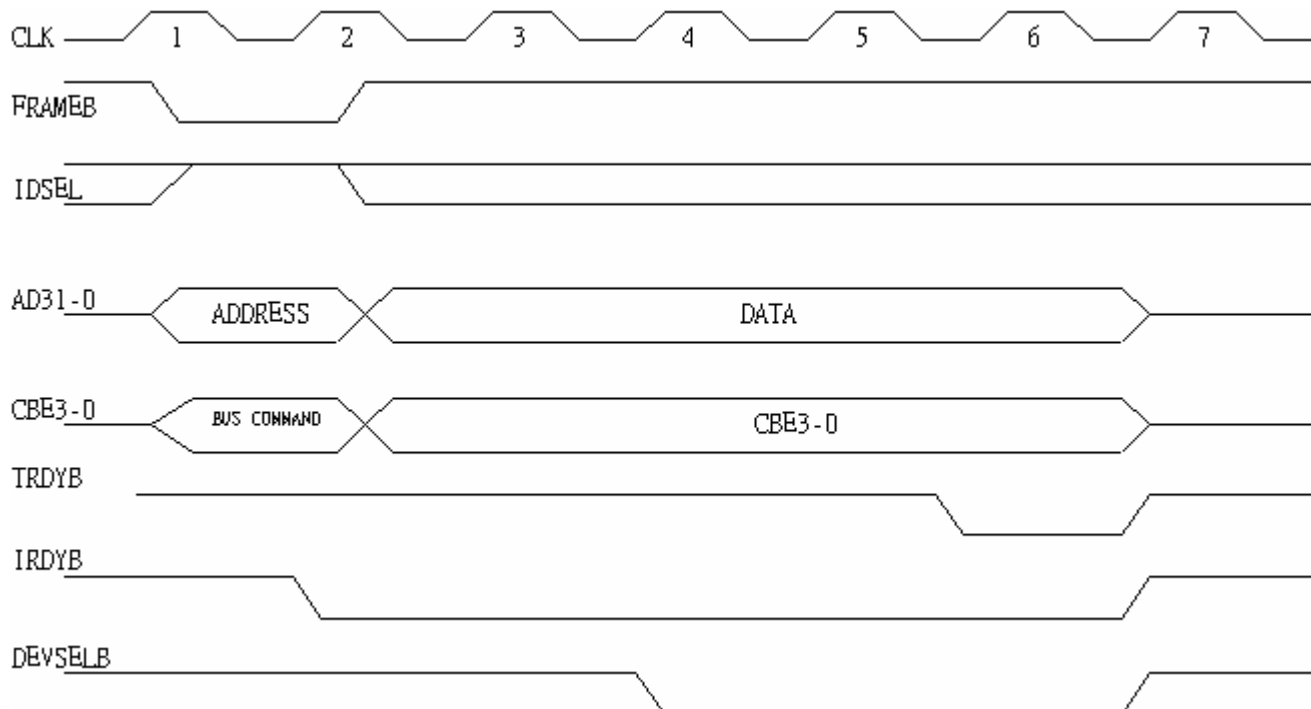 CLK 1 2 3 4 5 6 7
FRAMEB
IDSEL
AD31-0 ADDRESS DATA
CBE3-0 BUS COMMAND CBE3-0
TRDYB
IRDYB
DEVSELB